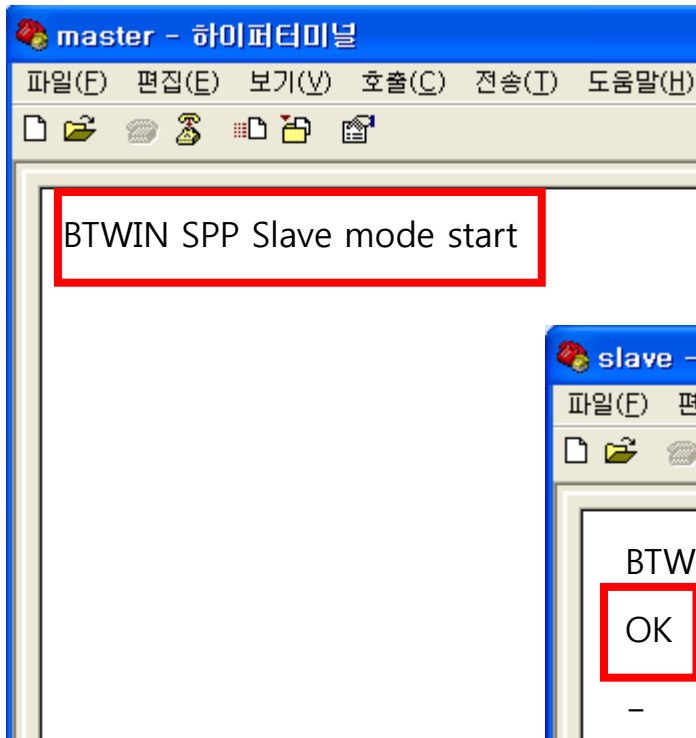 master - 하이퍼터미널
파일(F) 편집(E) 보기(V) 호출(C) 전송(T) 도움말(H)
BTWIN SPP Slave mode start
slave -
파일(F)
BTWI
OK
-